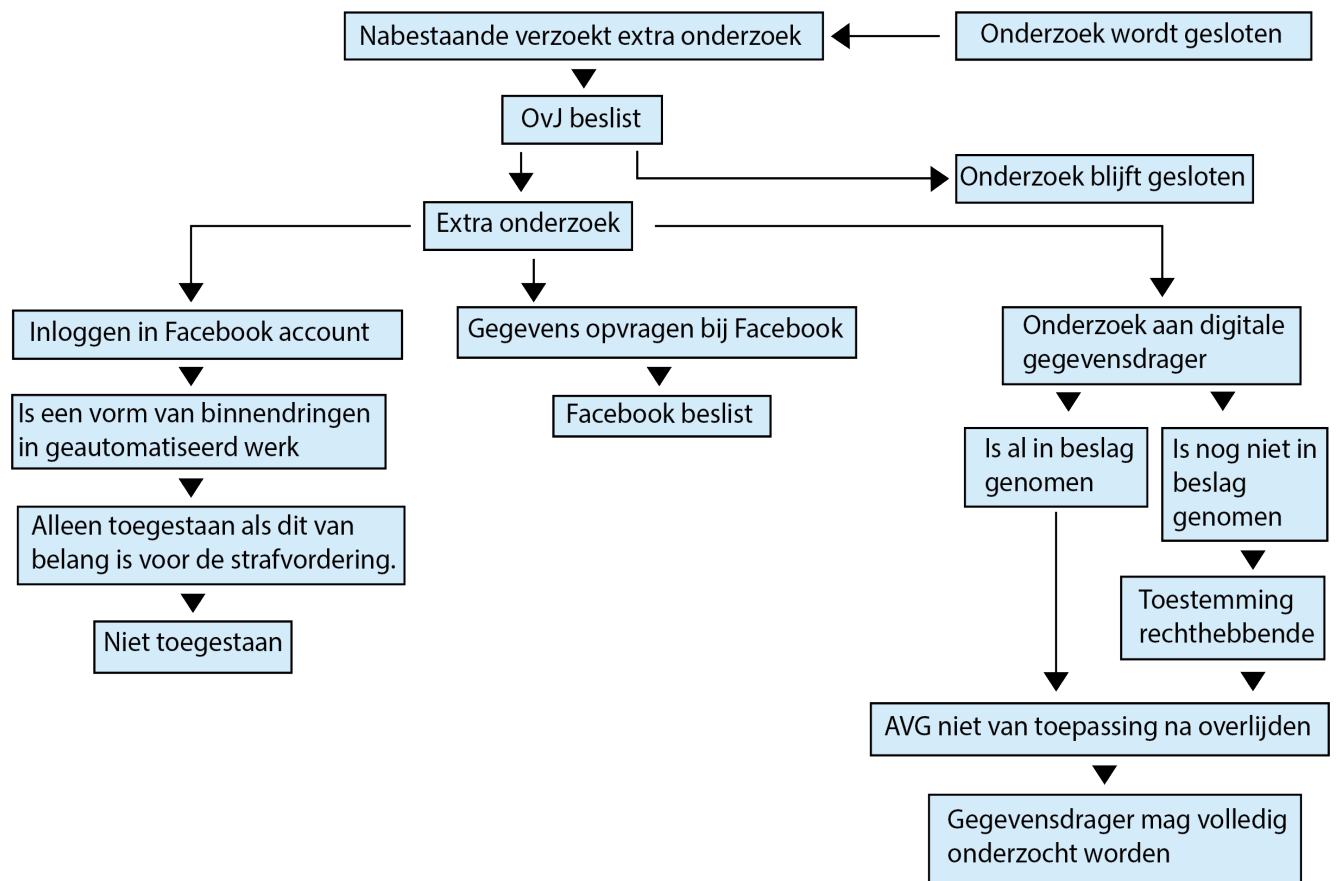 Nabestaande verzoekt extra onderzoek
Onderzoek wordt gesloten
OvJ beslist
Onderzoek blijft gesloten
Extra onderzoek
Inloggen in Facebook account
Gegevens opvragen bij Facebook
Onderzoek aan digitale
gegevensdrager
Is een vorm van binnendringen
in geautomatiseerd werk
Facebook beslist
Is al in beslag
genomen
Is nog niet in
beslag
genomen
Alleen toegestaan als dit van
belang is voor de strafvordering.
Toestemming
rechthebbende
Niet toegestaan
AVG niet van toepassing na overlijden
Gegevensdrager mag volledig
onderzocht worden